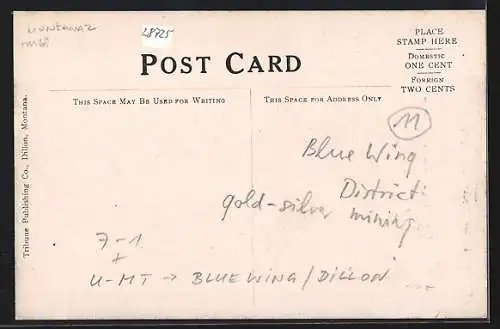 MONTANA 2
28725
PLACE
STAMP HERE
DOMESTIC
ONE CENT
FOREIGN
TWO CENTS
POST CARD
THIS SPACE MAY BE USED FOR WRITING
THIS SPACE FOR ADDRESS ONLY
Tribune Publishing Co., Dillon, Montana.
11
Blue Wing
District
gold-silver mining
7-1
+
U-MT → BLUE WING/DILLON